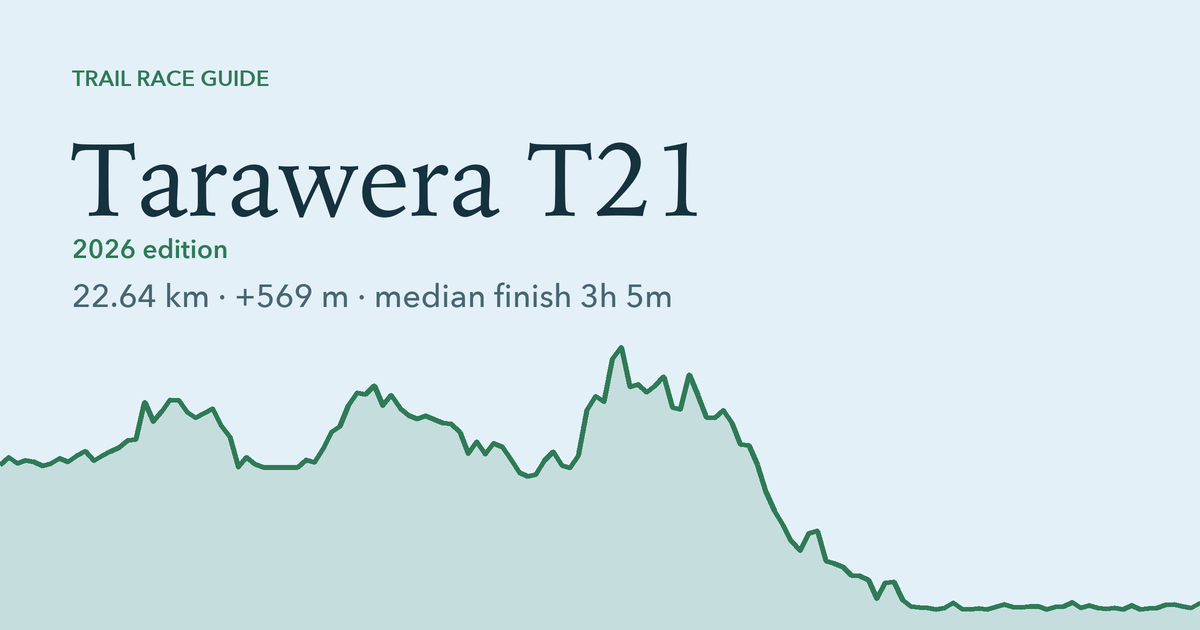 TRAIL RACE GUIDE
Tarawera T21
2026 edition
22.64 km · +569 m · median finish 3h 5m